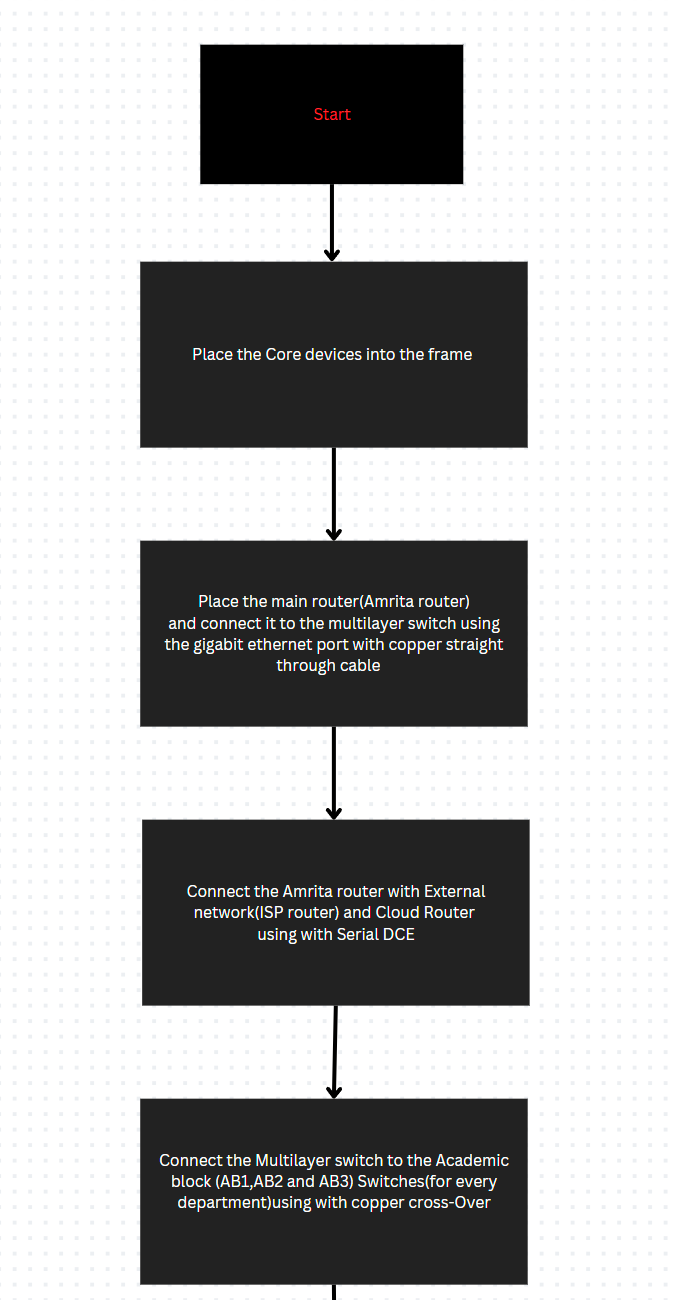 Start
Place the Core devices into the frame
Place the main router(Amrita router)
and connect it to the multilayer switch using
the gigabit ethernet port with copper straight
through cable
Connect the Amrita router with External
network(ISP router) and Cloud Router
using with Serial DCE
Connect the Multilayer switch to the Academic
block (AB1,AB2 and AB3) Switches(for every
department)using with copper cross-Over